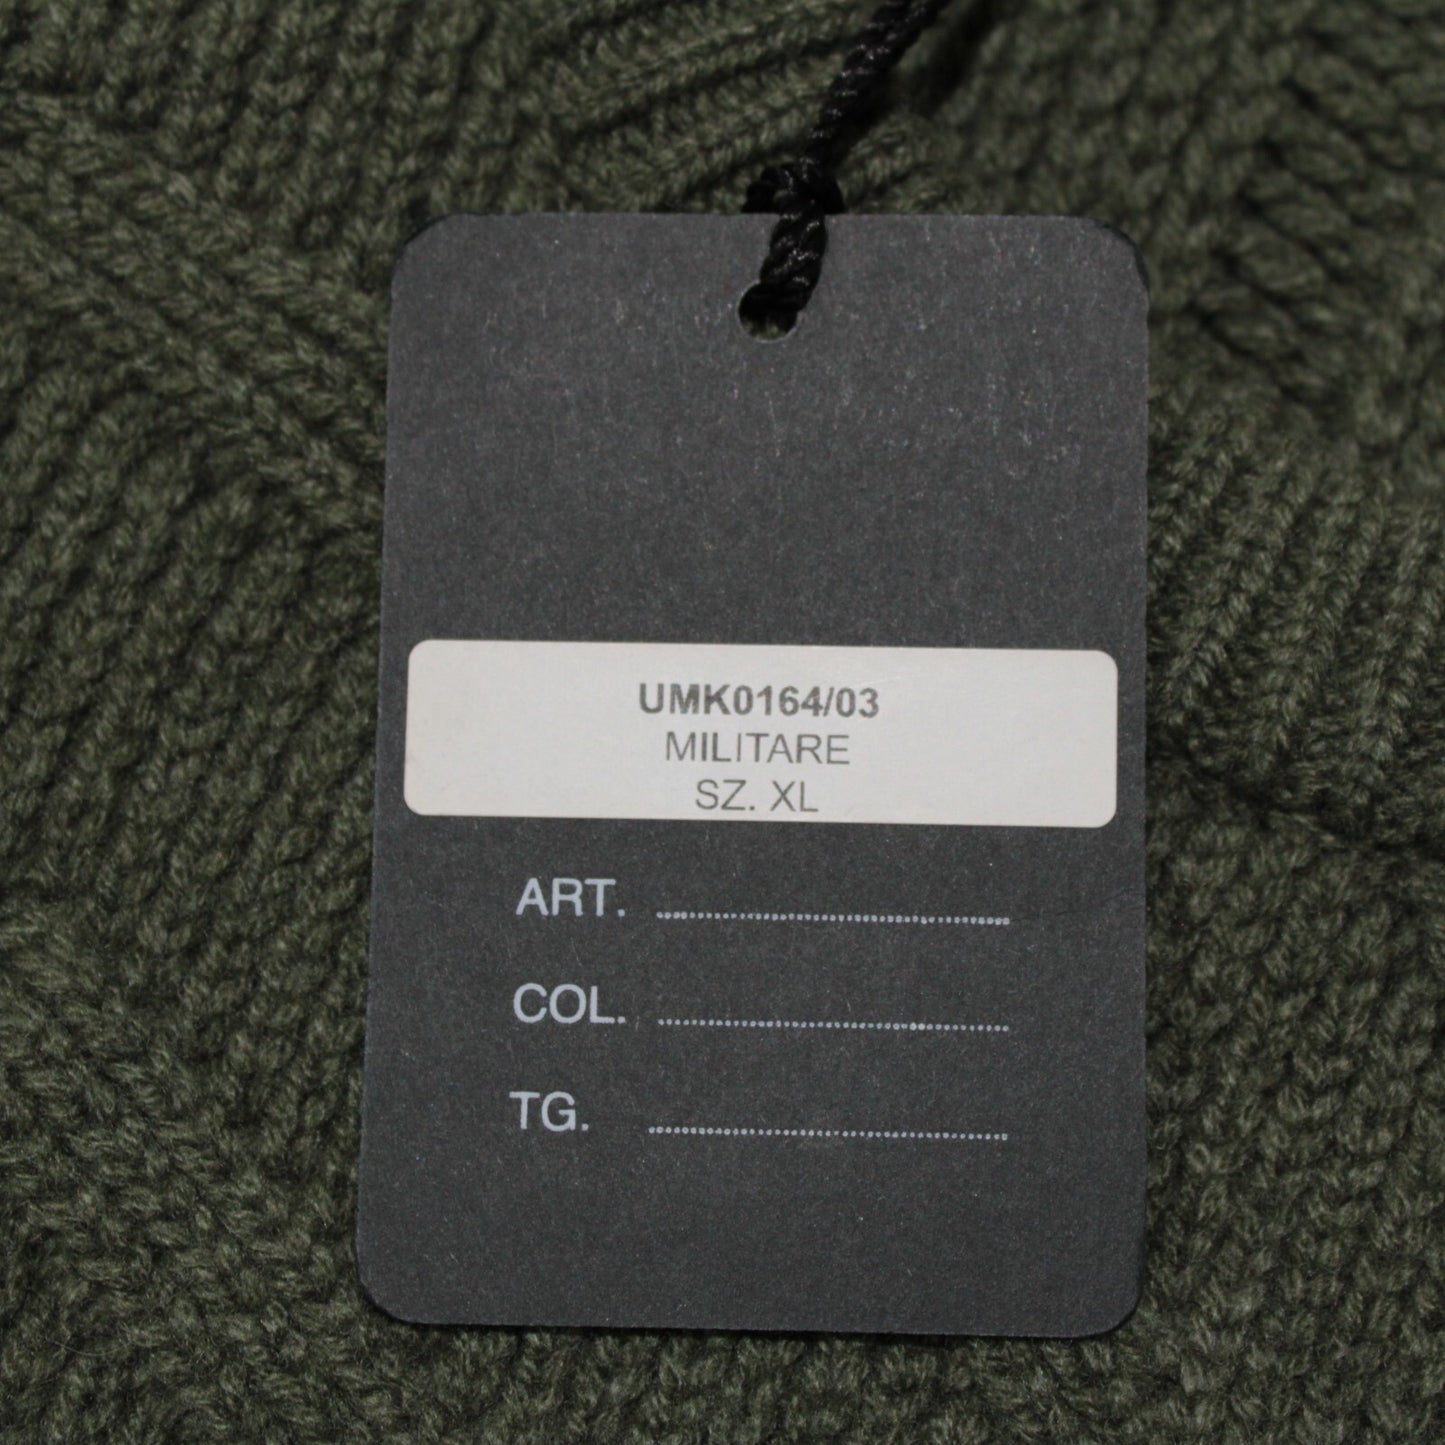 UMK0164/03
MILITARE
SZ. XL
ART. ....................
COL. ....................
TG. ....................